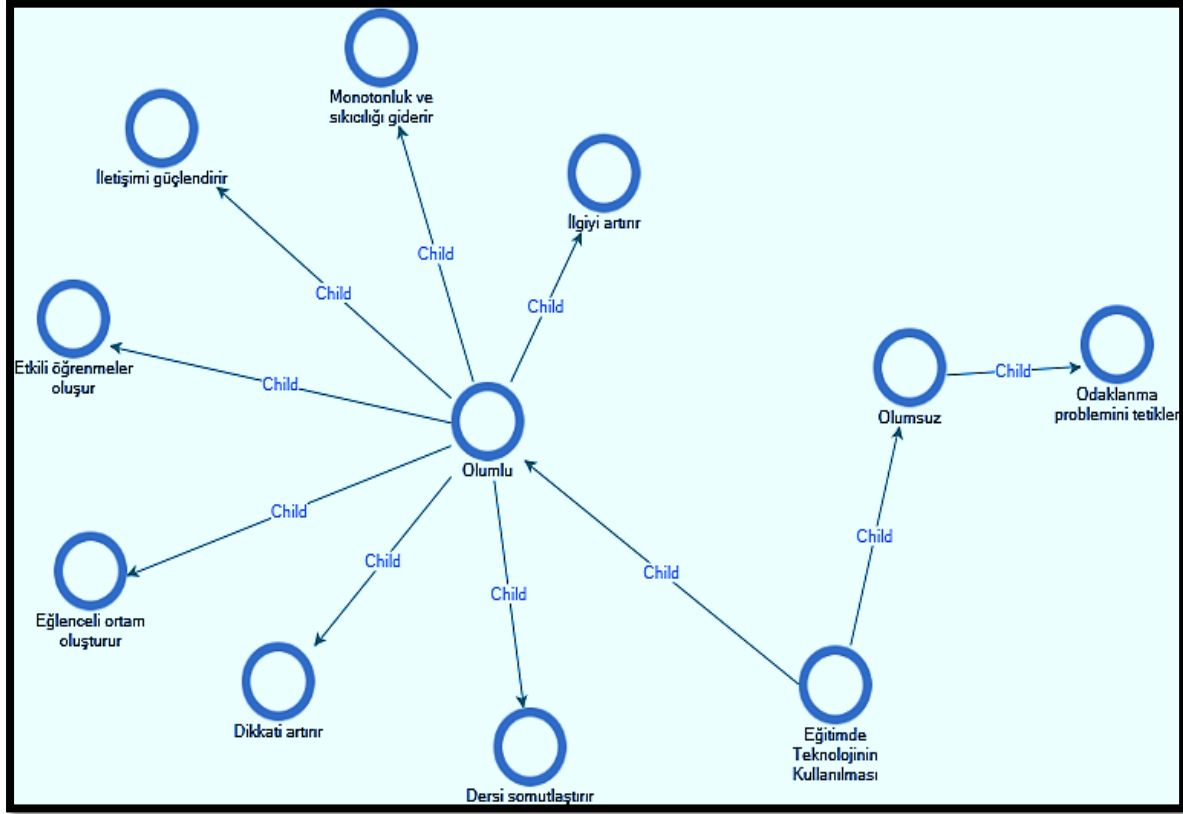 Monotonluk ve
sıkıcılığı giderir
İletişimi güçlendirir
İlgiyi artırır
Child
Child
Child
Etkili öğrenmeler
oluşur
Child
Olumlu
Olumsuz
Child
Odaklanma
problemini tetikler
Child
Child
Child
Child
Child
Eğlenceli ortam
oluşturur
Dikkati artırır
Dersi somutlaştırır
Eğitimde
Teknolojinin
Kullanılması